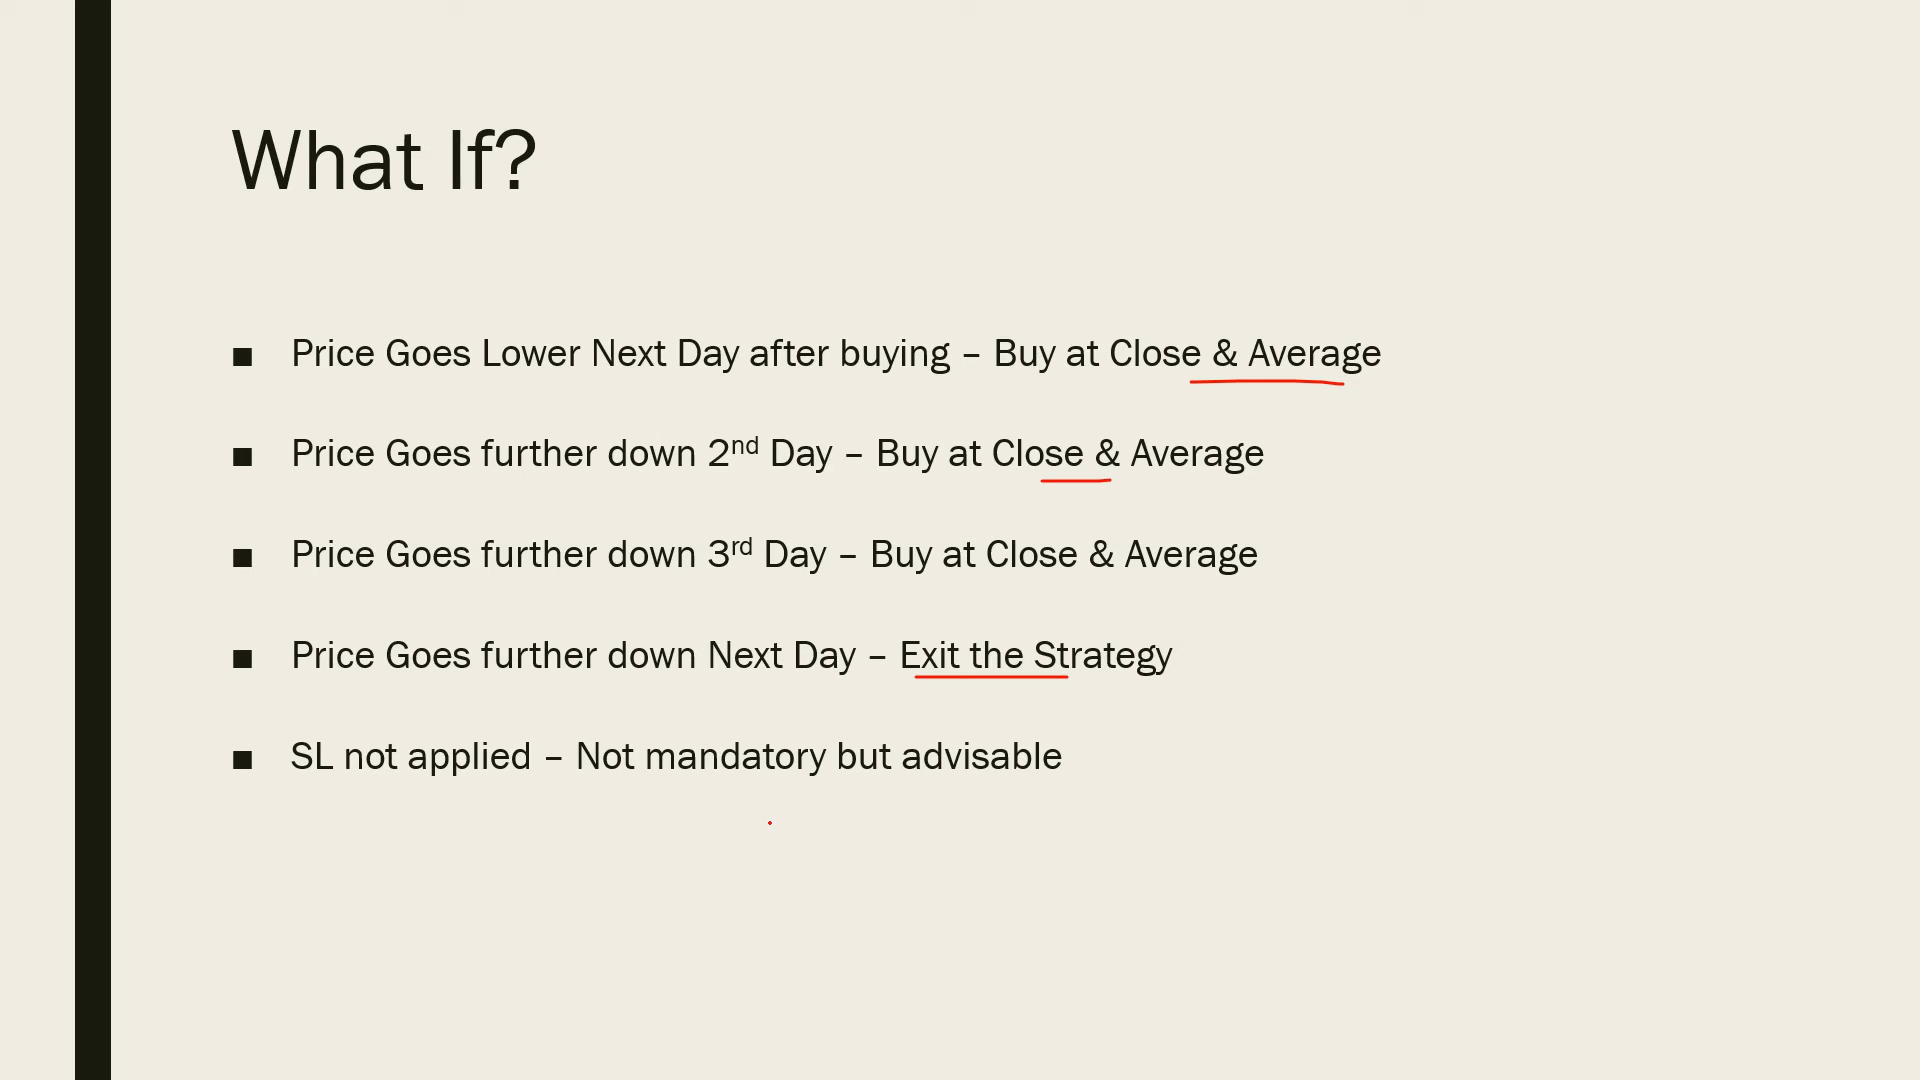 What If?
■ Price Goes Lower Next Day after buying – Buy at Close & Average
■ Price Goes further down 2nd Day – Buy at Close & Average
■ Price Goes further down 3rd Day – Buy at Close & Average
■ Price Goes further down Next Day – Exit the Strategy
■ SL not applied – Not mandatory but advisable